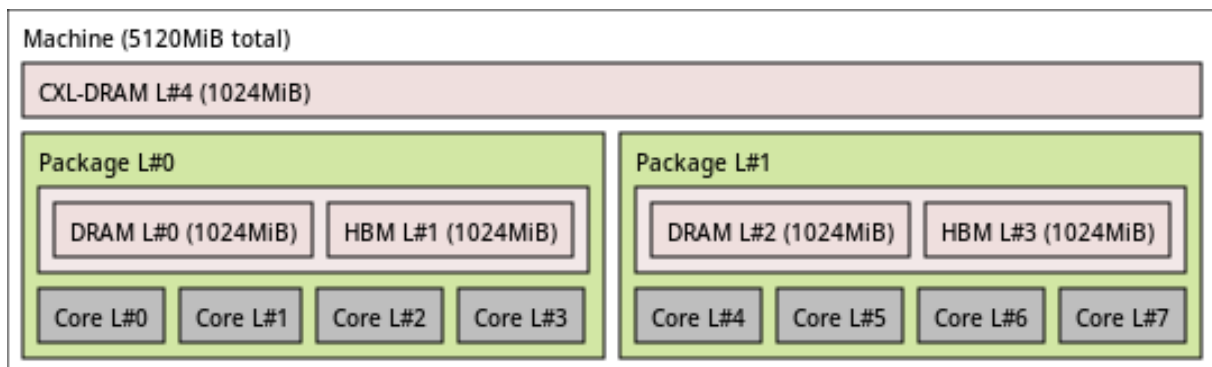 Machine (5120MiB total)
CXL-DRAM L#4 (1024MiB)
Package L#0
DRAM L#0 (1024MiB) HBM L#1 (1024MiB)
Core L#0 Core L#1 Core L#2 Core L#3
Package L#1
DRAM L#2 (1024MiB) HBM L#3 (1024MiB)
Core L#4 Core L#5 Core L#6 Core L#7